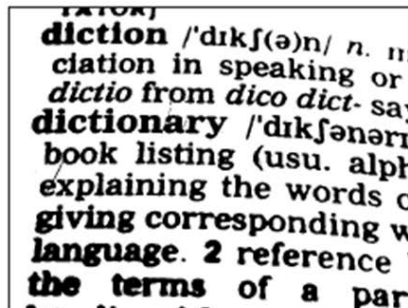 diction /ˈdɪkʃ(ə)n/ n.
ciation in speaking or
dictio from dico dict- say
dictionary /ˈdɪkʃənərɪ
book listing (usu. alph
explaining the words o
giving corresponding w
language. 2 reference
the terms of a par